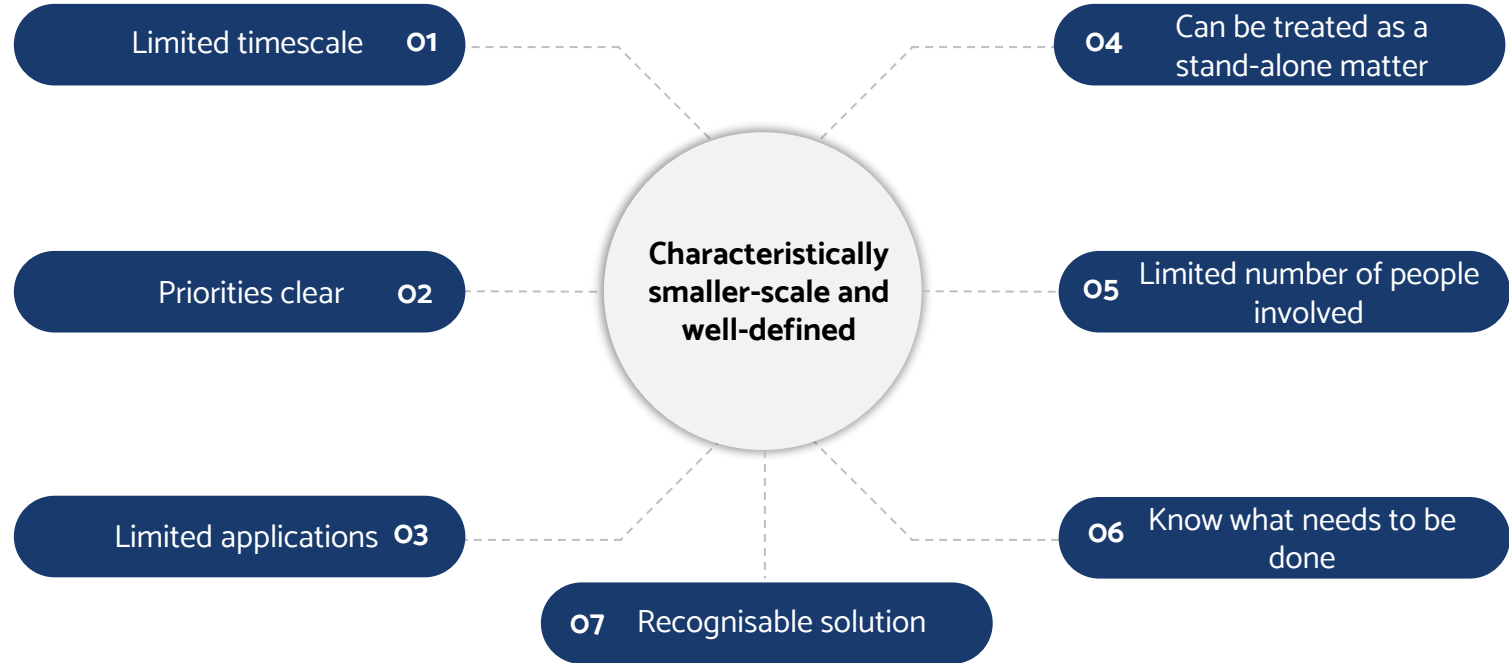 Limited timescale 01
Priorities clear 02
Limited applications 03
Characteristically
smaller-scale and
well-defined
04 Can be treated as a
stand-alone matter
05 Limited number of people
involved
06 Know what needs to be
done
07 Recognisable solution